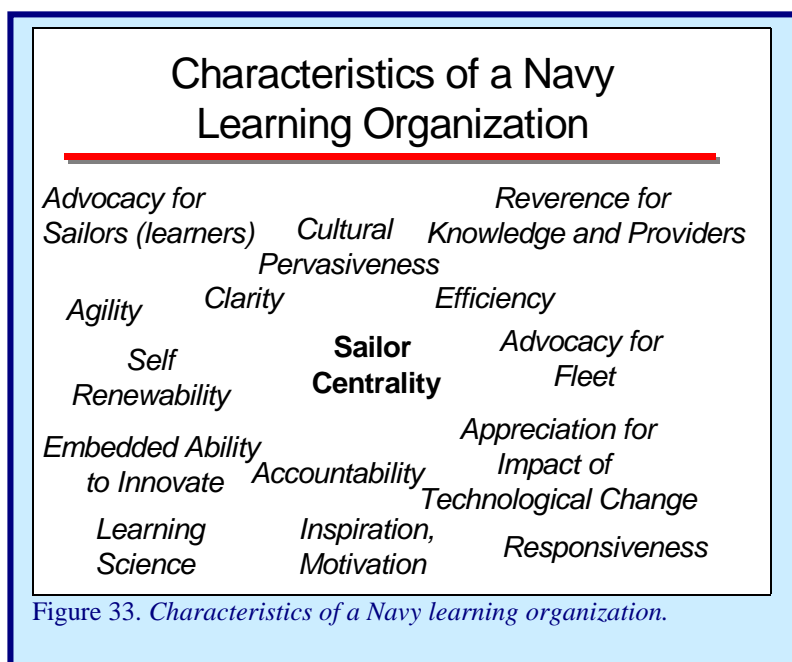 Characteristics of a Navy
Learning Organization
Advocacy for
Sailors (learners)
Cultural
Pervasiveness
Reverence for
Knowledge and Providers
Agility
Clarity
Efficiency
Self
Renewability
Sailor
Centrality
Advocacy for
Fleet
Embedded Ability
to Innovate
Accountability
Appreciation for
Impact of
Technological Change
Learning
Science
Inspiration,
Motivation
Responsiveness
Figure 33. Characteristics of a Navy learning organization.